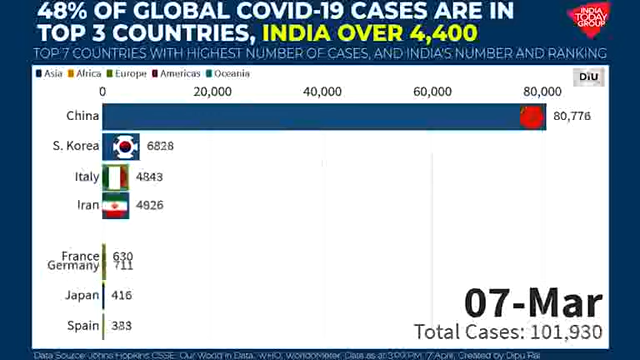 48% OF GLOBAL COVID-19 CASES ARE IN
TOP 3 COUNTRIES, INDIA OVER 4,400
INDIA
TODAY
GROUP
TOP 7 COUNTRIES WITH HIGHEST NUMBER OF CASES, AND INDIA'S NUMBER AND RANKING
Asia Africa Europe Americas Oceania
DIU
0 20,000 40,000 60,000 80,000
China 80,776
S. Korea 6828
Italy 4843
Iran 4926
France 630
Germany 711
Japan 416
Spain 383
07-Mar
Total Cases: 101,930
Data Source: Johns Hopkins CSSE, Our World in Data, WHO, WorldoMeter, Data as at 3:00 PM, 7 April, Created by Dipu Rai